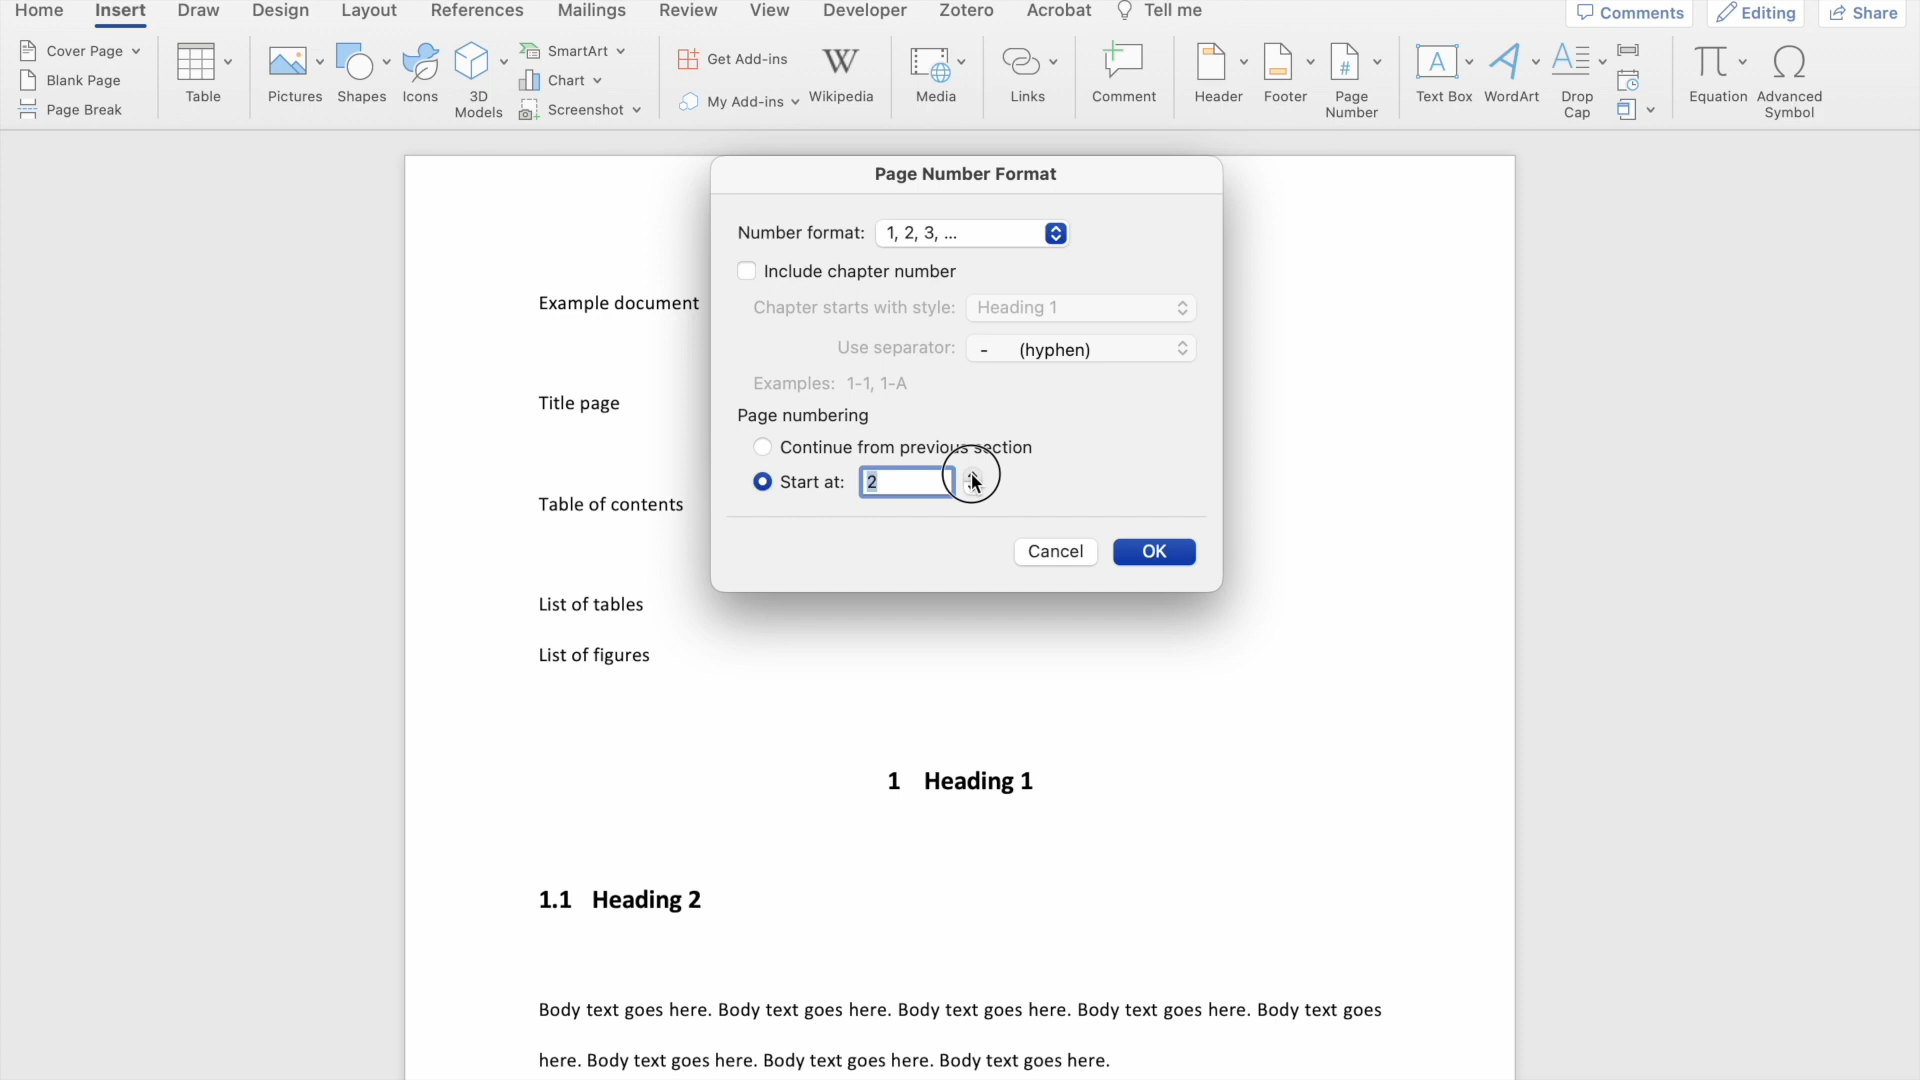 Home Insert Draw Design Layout References Mailings Review View Developer Zotero Acrobat Tell me Comments Editing Share
Cover Page
Blank Page
Page Break
Table
Pictures
Shapes
Icons
3D
Models
SmartArt
Chart
Screenshot
Get Add-ins
My Add-ins
W
Wikipedia
Media
Links
Comment
Header
Footer
#
Page
Number
A
Text Box
WordArt
Drop
Cap
π
Equation
Ω
Advanced
Symbol
Page Number Format
Number format: 1, 2, 3, ...
Include chapter number
Chapter starts with style: Heading 1
Use separator: - (hyphen)
Examples: 1-1, 1-A
Page numbering
Continue from previous section
Start at: 2
Cancel OK
Example document
Title page
Table of contents
List of tables
List of figures
1 Heading 1
1.1 Heading 2
Body text goes here. Body text goes here. Body text goes here. Body text goes here. Body text goes
here. Body text goes here. Body text goes here. Body text goes here.